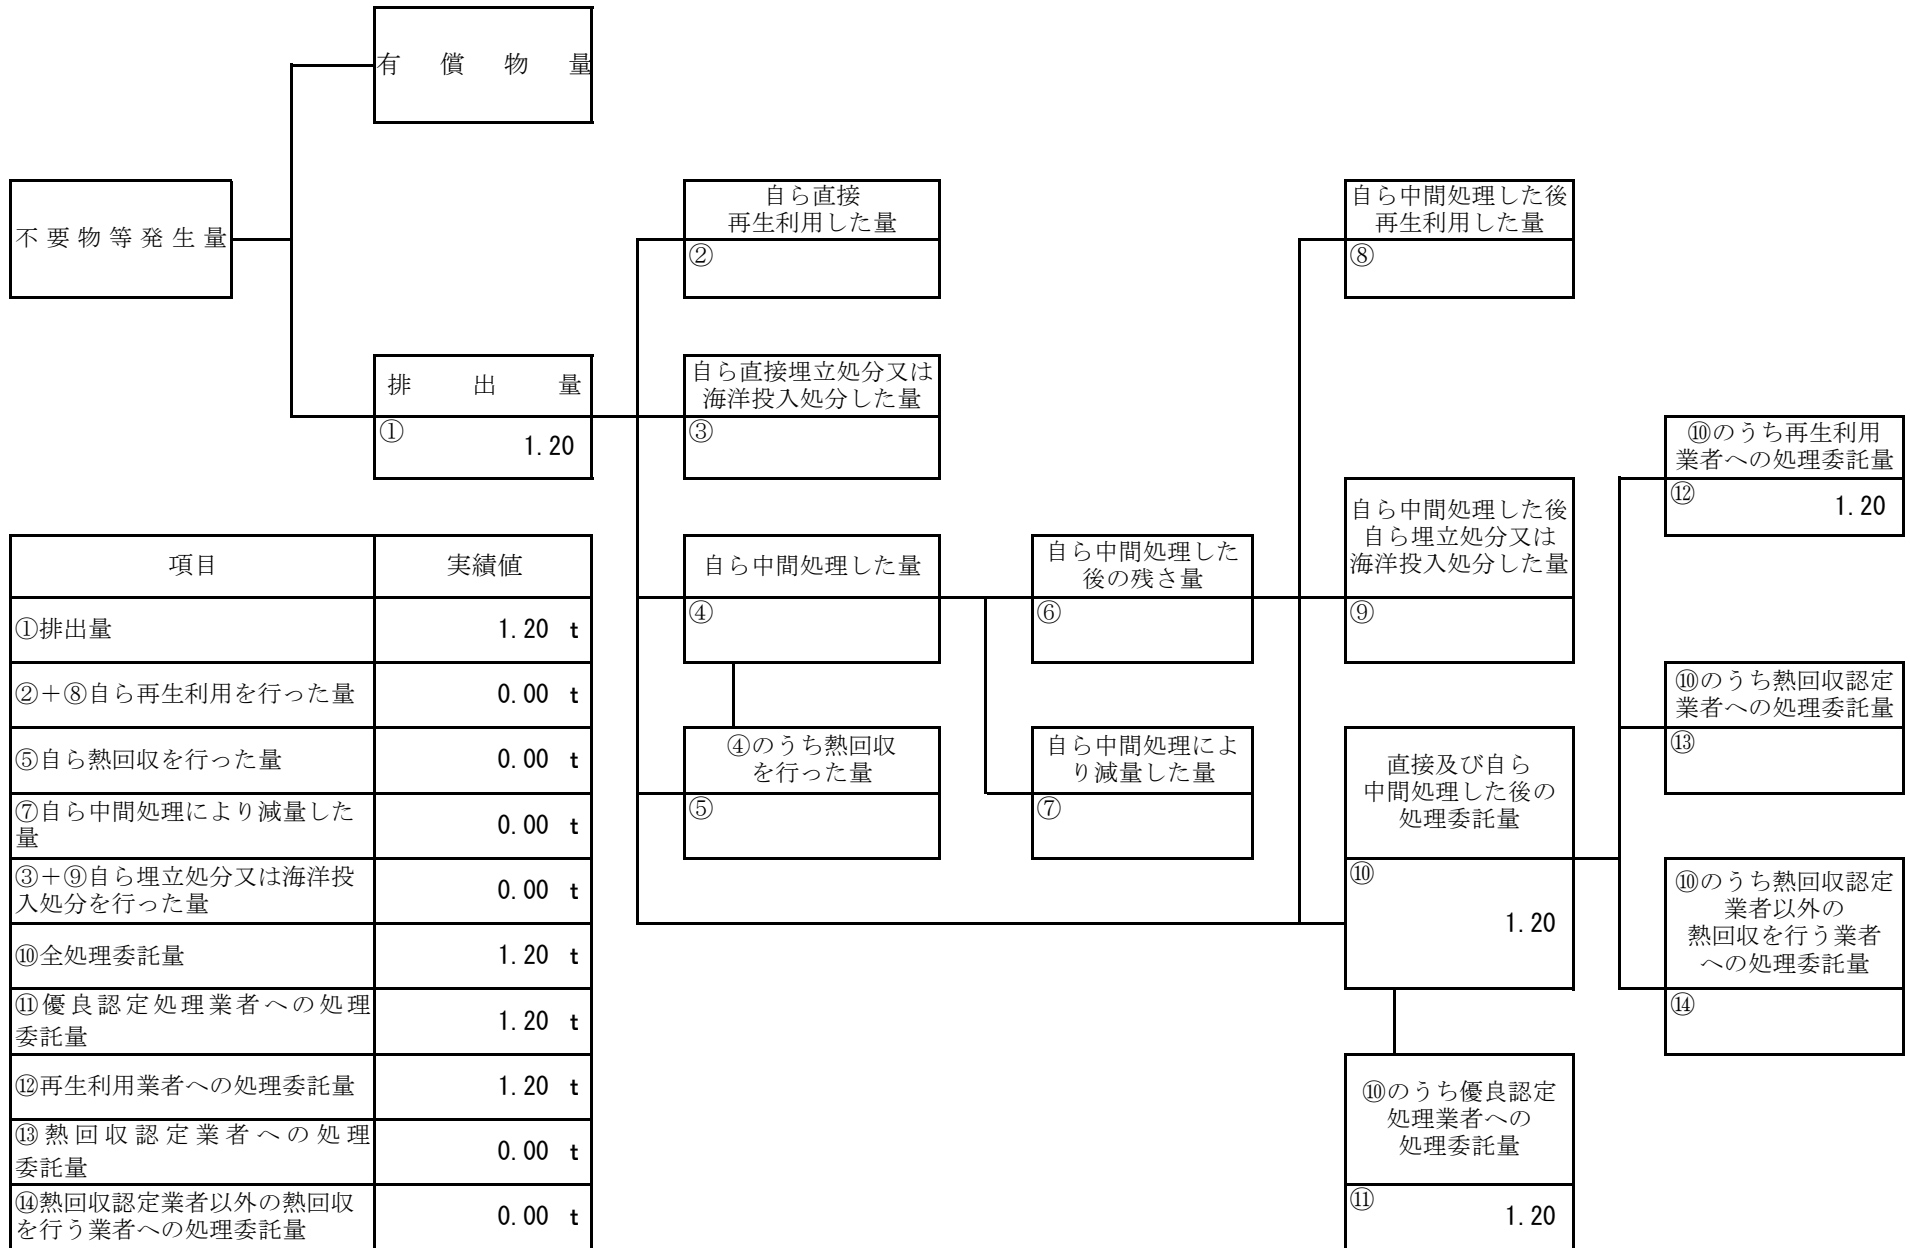 有償物量
不要物等発生量
自ら直接
再生利用した量
②
自ら中間処理した後
再生利用した量
⑧
排出量
①
1.20
自ら直接埋立処分又は
海洋投入処分した量
③
⑩のうち再生利用
業者への処理委託量
⑫
1.20
自ら中間処理した量
④
自ら中間処理した
後の残さ量
⑥
自ら中間処理した後
自ら埋立処分又は
海洋投入処分した量
⑨
④のうち熱回収
を行った量
⑤
自ら中間処理によ
り減量した量
⑦
直接及び自ら
中間処理した後の
処理委託量
⑩
1.20
⑩のうち熱回収認定
業者への処理委託量
⑬
⑩のうち熱回収認定
業者以外の
熱回収を行う業者
への処理委託量
⑭
⑩のうち優良認定
処理業者への
処理委託量
⑪
1.20
項目 実績値
①排出量 1.20 t
②+⑧自ら再生利用を行った量 0.00 t
⑤自ら熱回収を行った量 0.00 t
⑦自ら中間処理により減量した
量 0.00 t
③+⑨自ら埋立処分又は海洋投
入処分を行った量 0.00 t
⑩全処理委託量 1.20 t
⑪優良認定処理業者への処理
委託量 1.20 t
⑫再生利用業者への処理委託量 1.20 t
⑬熱回収認定業者への処理
委託量 0.00 t
⑭熱回収認定業者以外の熱回収
を行う業者への処理委託量 0.00 t